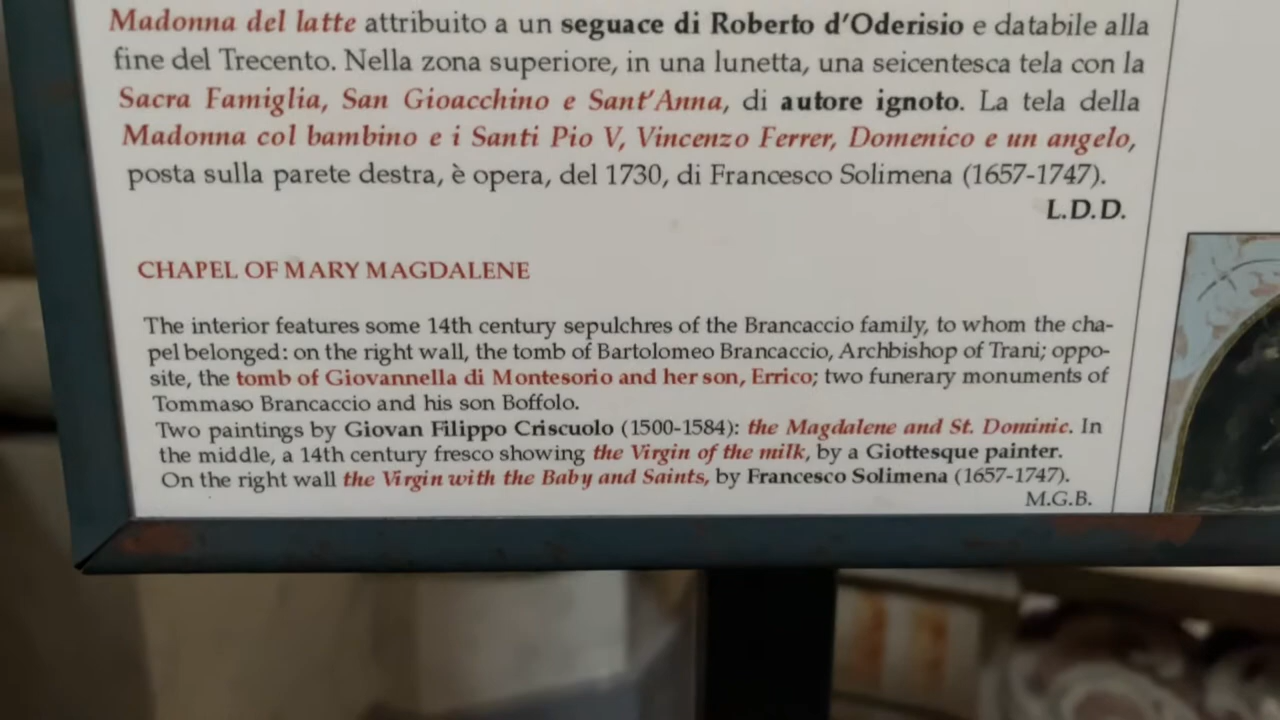 Madonna del latte attribuito a un seguace di Roberto d'Oderisio e databile alla
fine del Trecento. Nella zona superiore, in una lunetta, una seicentesca tela con la
Sacra Famiglia, San Gioacchino e Sant'Anna, di autore ignoto. La tela della
Madonna col bambino e i Santi Pio V, Vincenzo Ferrer, Domenico e un angelo,
posta sulla parete destra, è opera, del 1730, di Francesco Solimena (1657-1747).
L.D.D.
CHAPEL OF MARY MAGDALENE
The interior features some 14th century sepulchres of the Brancaccio family, to whom the cha-
pel belonged: on the right wall, the tomb of Bartolomeo Brancaccio, Archbishop of Trani; oppo-
site, the tomb of Giovannella di Montesorio and her son, Errico; two funerary monuments of
Tommaso Brancaccio and his son Boffolo.
Two paintings by Giovan Filippo Criscuolo (1500-1584): the Magdalene and St. Dominic. In
the middle, a 14th century fresco showing the Virgin of the milk, by a Giottesque painter.
On the right wall the Virgin with the Baby and Saints, by Francesco Solimena (1657-1747).
M.G.B.